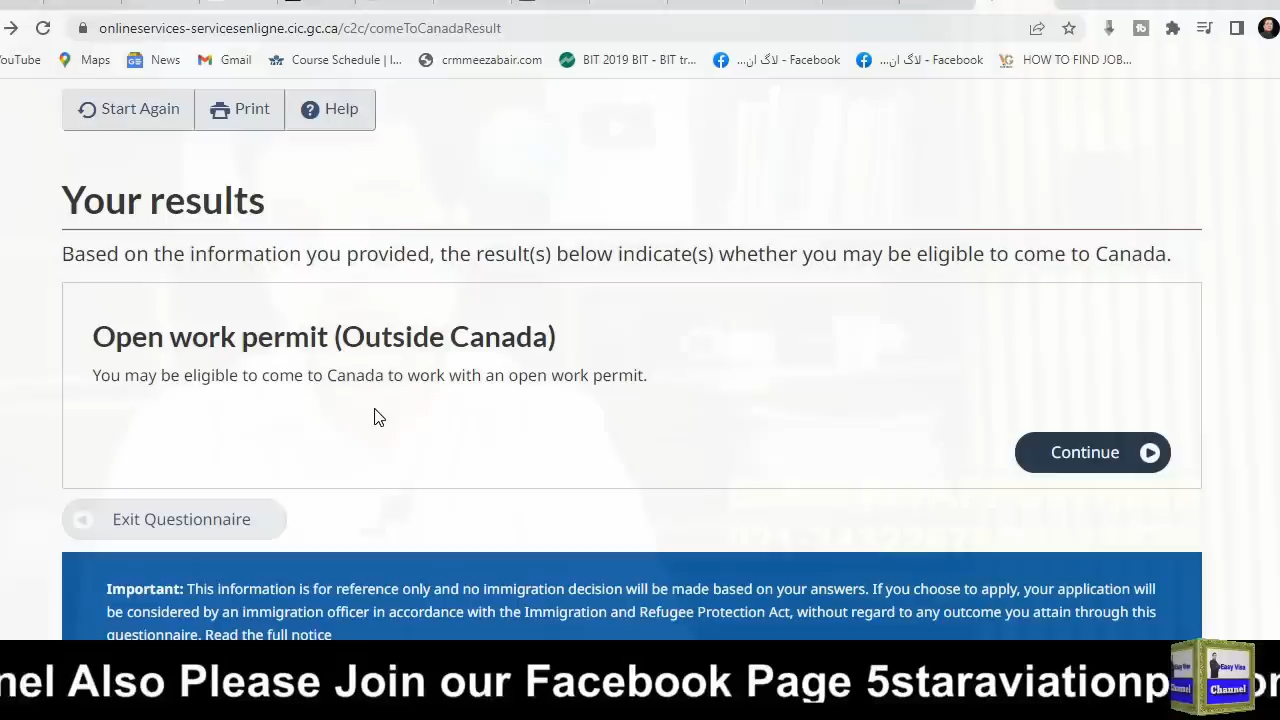 onlineservices-servicesenligne.cic.gc.ca/c2c/comeToCanadaResult
YouTube Maps News Gmail Course Schedule | I... crmmeezabair.com BIT 2019 BIT - BIT tr... لاگ ان... - Facebook لاگ ان... - Facebook HOW TO FIND JOB...
Start Again Print Help
Your results
Based on the information you provided, the result(s) below indicate(s) whether you may be eligible to come to Canada.
Open work permit (Outside Canada)
You may be eligible to come to Canada to work with an open work permit.
Continue
Exit Questionnaire
Important: This information is for reference only and no immigration decision will be made based on your answers. If you choose to apply, your application will
be considered by an immigration officer in accordance with the Immigration and Refugee Protection Act, without regard to any outcome you attain through this
questionnaire. Read the full notice
nel Also Please Join our Facebook Page 5staraviationp
Easy Visa
Channel